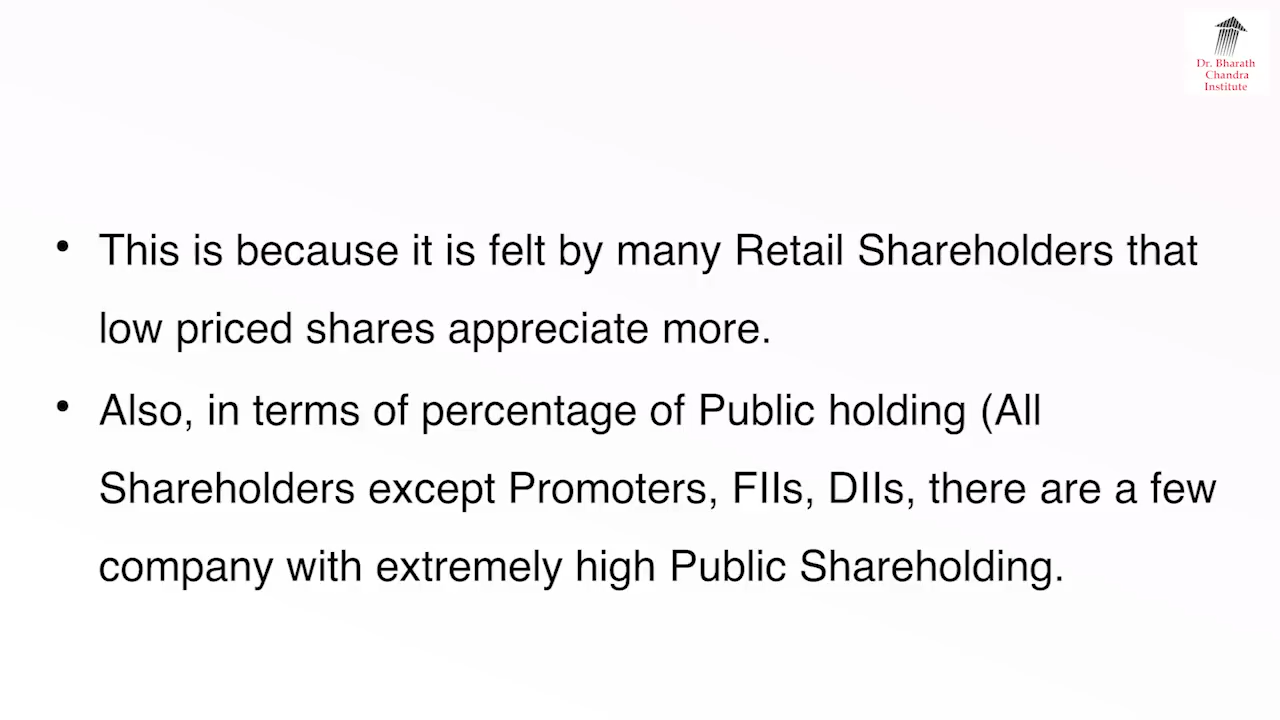 Dr. Bharath
Chandra
Institute
• This is because it is felt by many Retail Shareholders that
low priced shares appreciate more.
• Also, in terms of percentage of Public holding (All
Shareholders except Promoters, FIIs, DIIs, there are a few
company with extremely high Public Shareholding.